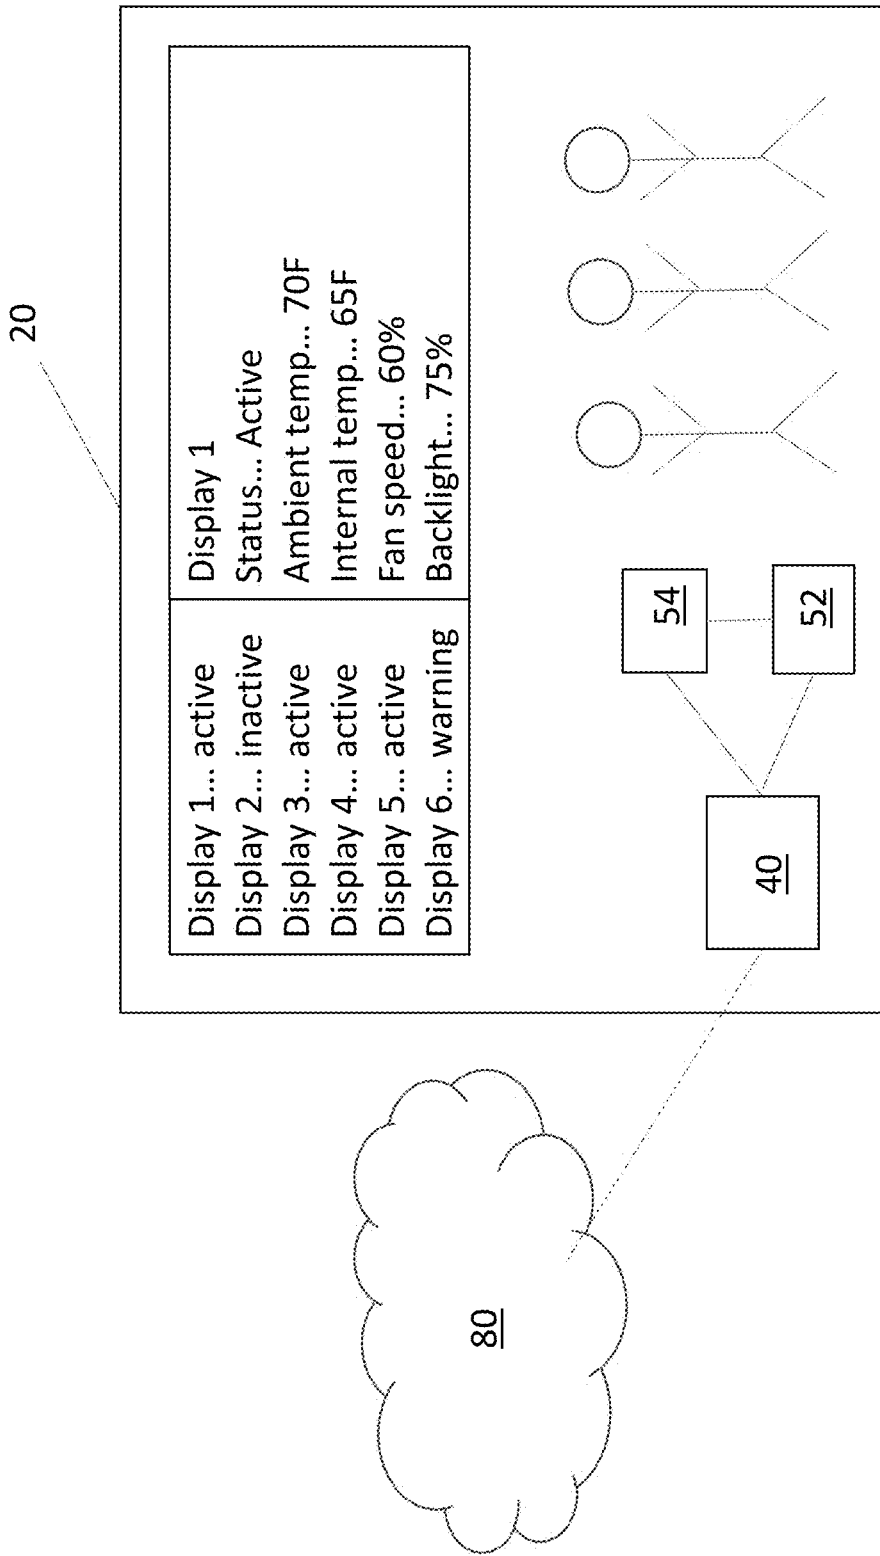 20
Display 1... active
Display 2... inactive
Display 3... active
Display 4... active
Display 5... active
Display 6... warning
Display 1
Status... Active
Ambient temp... 70F
Internal temp... 65F
Fan speed... 60%
Backlight... 75%
80
40
54
52